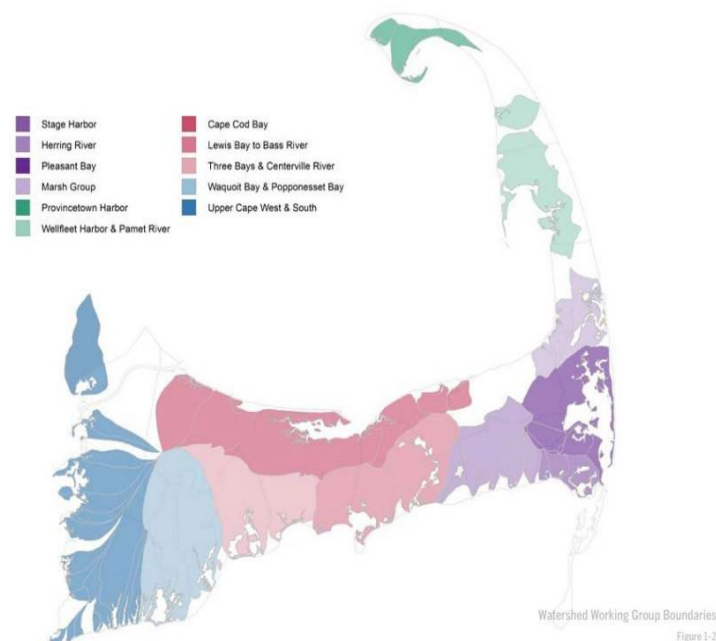 Stage Harbor
Herring River
Pleasant Bay
Marsh Group
Provincetown Harbor
Wellfleet Harbor & Pamet River
Cape Cod Bay
Lewis Bay to Bass River
Three Bays & Centerville River
Waquoit Bay & Popponesset Bay
Upper Cape West & South
Watershed Working Group Boundaries
Figure 1-2